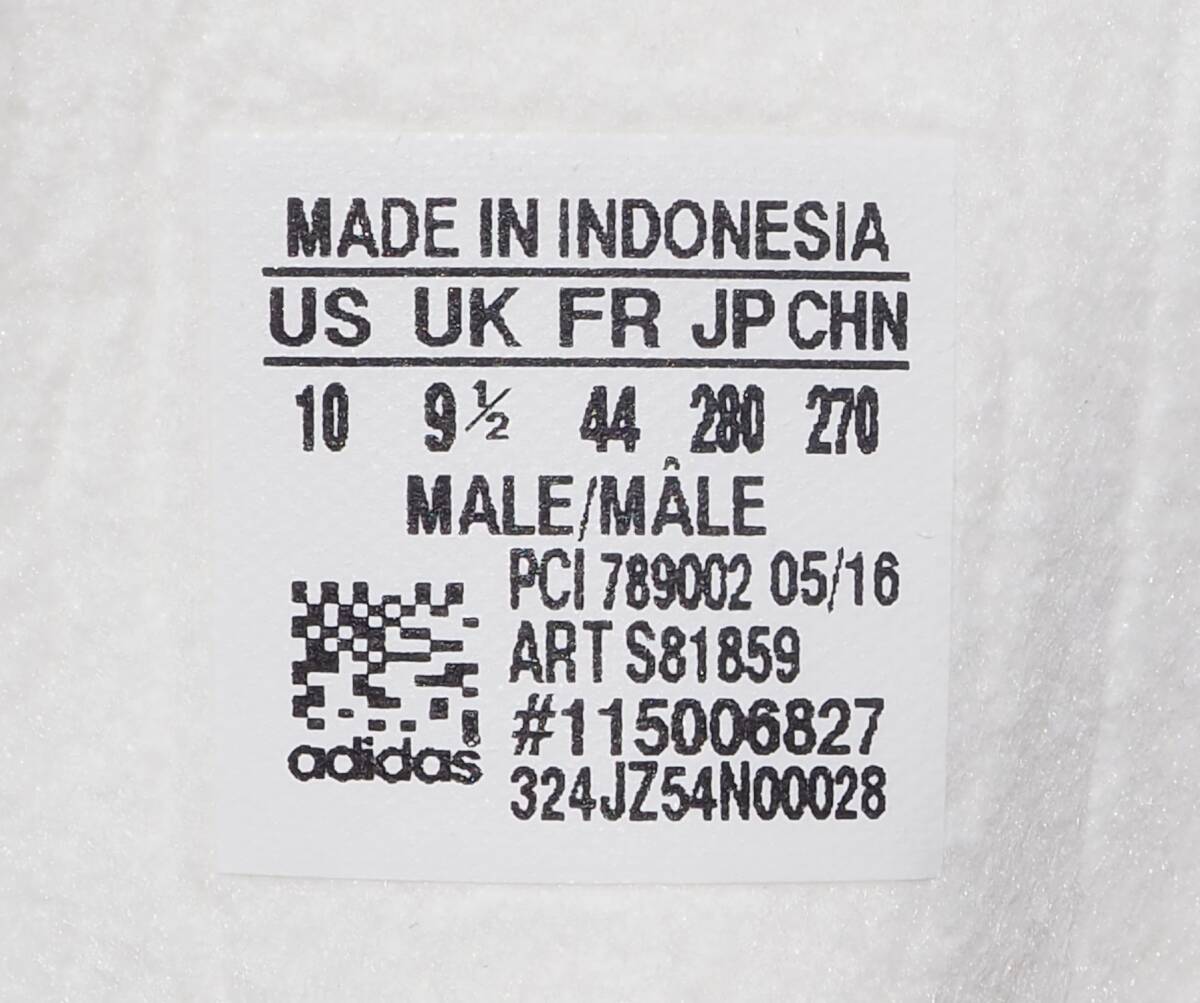 MADE IN INDONESIA
US UK FR JP CHN
10 9½ 44 280 270
MALE/MÂLE
PCI 789002 05/16
ART S81859
#115006827
adidas
324JZ54N00028